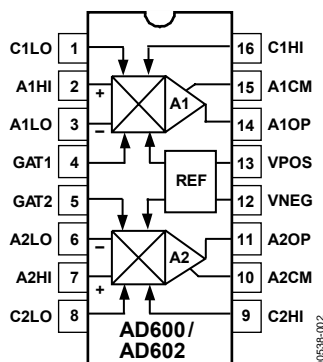 C1LO 1 16 C1HI
A1HI 2 + A1 15 A1CM
A1LO 3 – 14 A1OP
GAT1 4 REF 13 VPOS
GAT2 5 12 VNEG
A2LO 6 – 11 A2OP
A2HI 7 + A2 10 A2CM
C2LO 8 9 C2HI
AD600/
AD602
00538-002